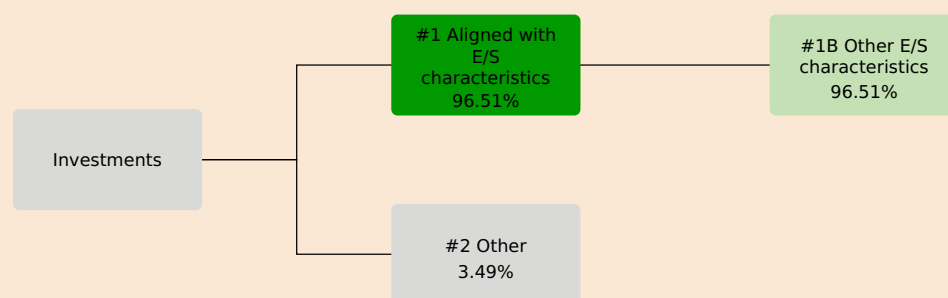 Investments
#1 Aligned with
E/S
characteristics
96.51%
#1B Other E/S
characteristics
96.51%
#2 Other
3.49%